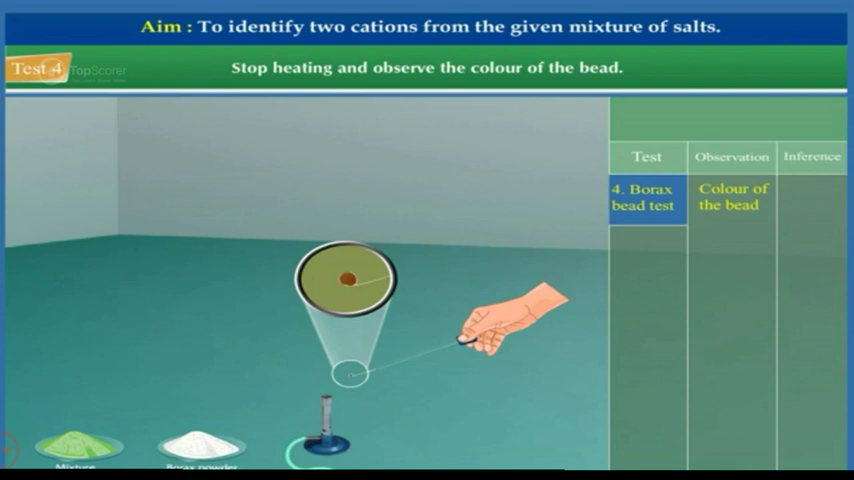 Aim : To identify two cations from the given mixture of salts.
Test 4
TopScorer
Stop heating and observe the colour of the bead.
Test
Observation
Inference
4. Borax
bead test
Colour of
the bead
Mixture
Borax powder